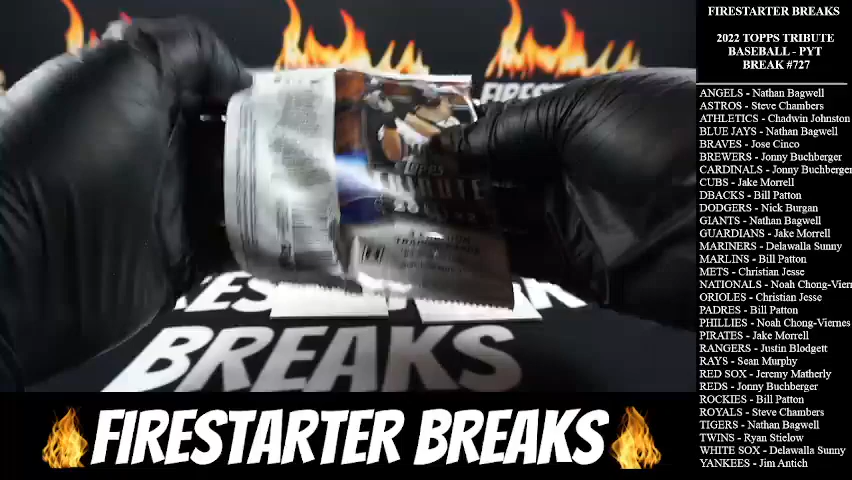 FIRESTARTER BREAKS
2022 TOPPS TRIBUTE
BASEBALL - PYT
BREAK #727
ANGELS - Nathan Bagwell
ASTROS - Steve Chambers
ATHLETICS - Chadwin Johnston
BLUE JAYS - Nathan Bagwell
BRAVES - Jose Cinco
BREWERS - Jonny Buchberger
CARDINALS - Jonny Buchberger
CUBS - Jake Morrell
DBACKS - Bill Patton
DODGERS - Nick Burgan
GIANTS - Nathan Bagwell
GUARDIANS - Jake Morrell
MARINERS - Delawalla Sunny
MARLINS - Bill Patton
METS - Christian Jesse
NATIONALS - Noah Chong-Vier
ORIOLES - Christian Jesse
PADRES - Bill Patton
PHILLIES - Noah Chong-Viernes
PIRATES - Jake Morrell
RANGERS - Justin Blodgett
RAYS - Sean Murphy
RED SOX - Jeremy Matherly
REDS - Jonny Buchberger
ROCKIES - Bill Patton
ROYALS - Steve Chambers
TIGERS - Nathan Bagwell
TWINS - Ryan Stielow
WHITE SOX - Delawalla Sunny
YANKEES - Jim Antich
TOPPS
TRIBUTE
BREAKS
FIRESTARTER BREAKS